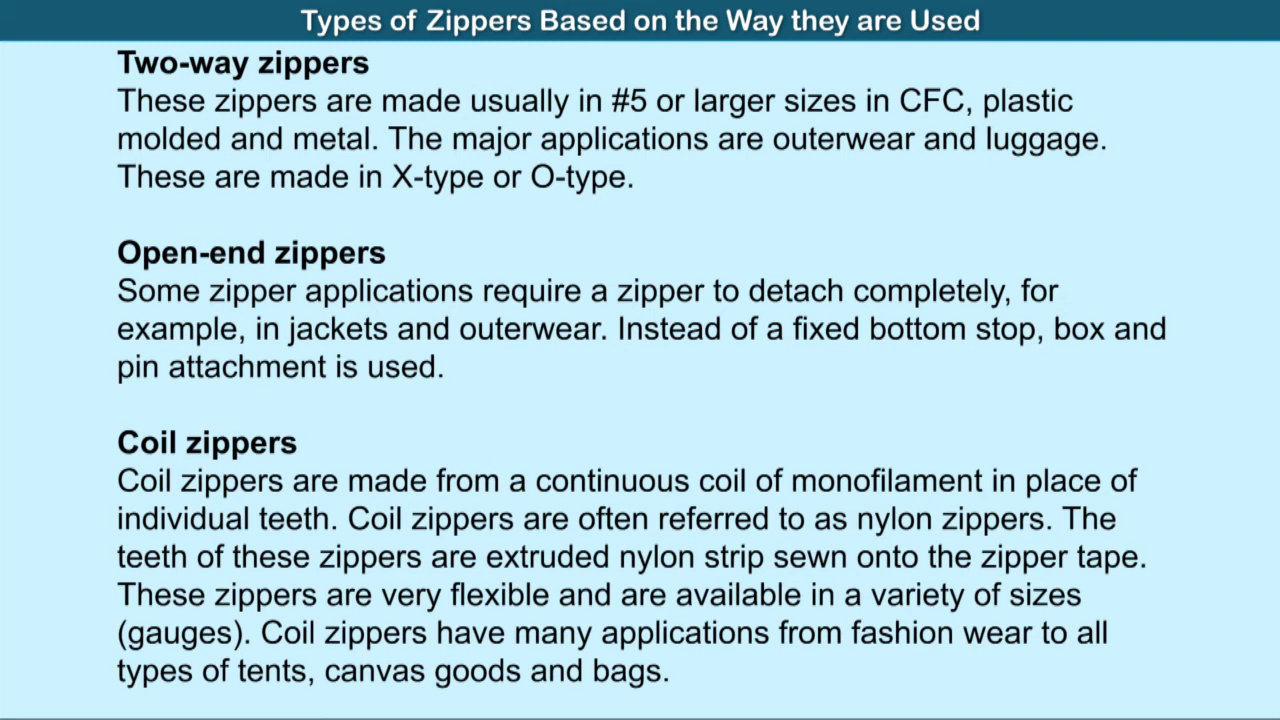 Types of Zippers Based on the Way they are Used
Two-way zippers
These zippers are made usually in #5 or larger sizes in CFC, plastic
molded and metal. The major applications are outerwear and luggage.
These are made in X-type or O-type.
Open-end zippers
Some zipper applications require a zipper to detach completely, for
example, in jackets and outerwear. Instead of a fixed bottom stop, box and
pin attachment is used.
Coil zippers
Coil zippers are made from a continuous coil of monofilament in place of
individual teeth. Coil zippers are often referred to as nylon zippers. The
teeth of these zippers are extruded nylon strip sewn onto the zipper tape.
These zippers are very flexible and are available in a variety of sizes
(gauges). Coil zippers have many applications from fashion wear to all
types of tents, canvas goods and bags.